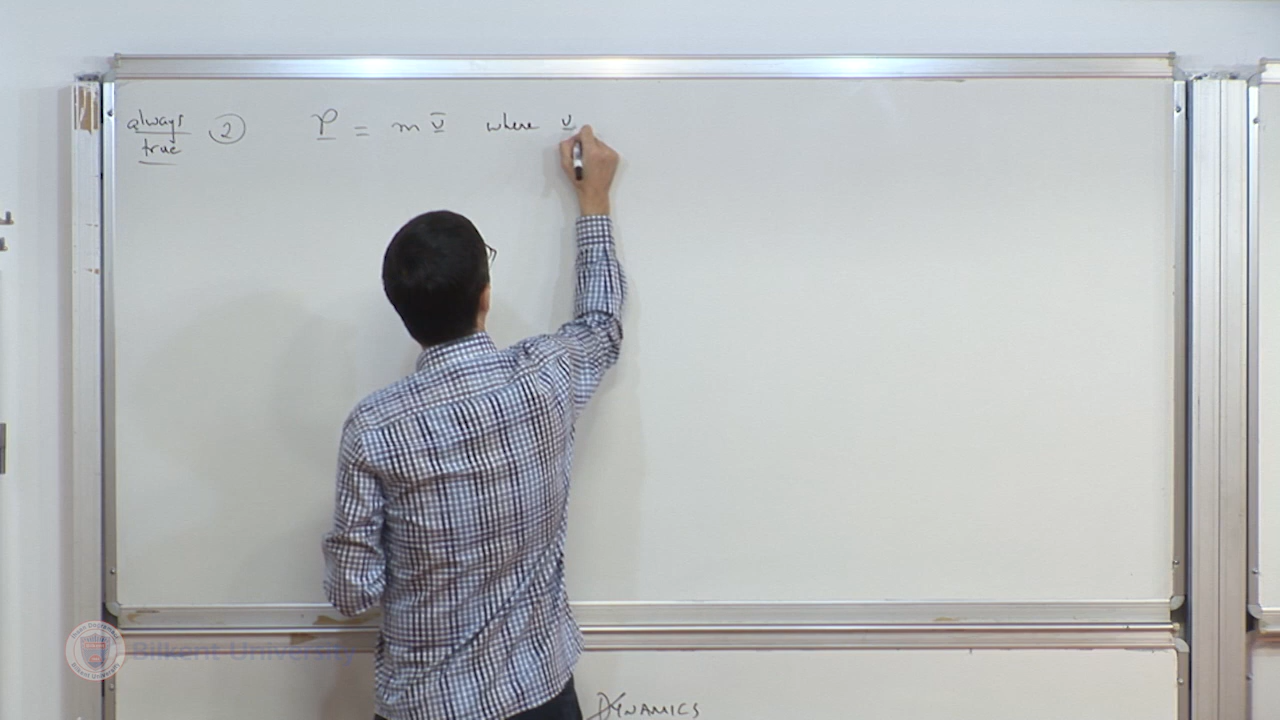 always
true ② P = m v̄ where v
Bilkent University
DYNAMICS